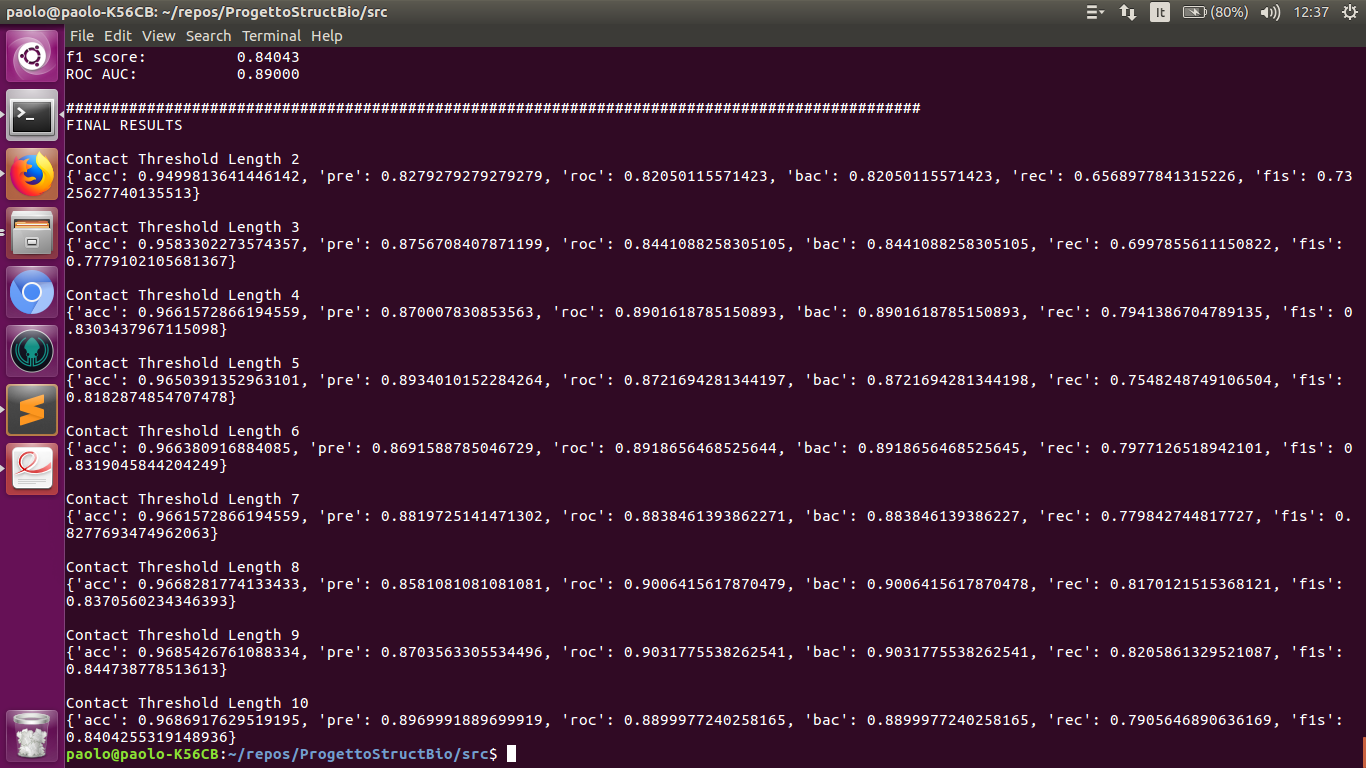 paolo@paolo-K56CB: ~/repos/ProgettoStructBio/src
It
(80%)
12:37
File Edit View Search Terminal Help
f1 score: 0.84043
ROC AUC: 0.89000
###############################################################################################
FINAL RESULTS
Contact Threshold Length 2
{'acc': 0.9499813641446142, 'pre': 0.8279279279279279, 'roc': 0.82050115571423, 'bac': 0.82050115571423, 'rec': 0.6568977841315226, 'f1s': 0.73
25627740135513}
Contact Threshold Length 3
{'acc': 0.9583302273574357, 'pre': 0.8756708407871199, 'roc': 0.8441088258305105, 'bac': 0.8441088258305105, 'rec': 0.6997855611150822, 'f1s':
0.7779102105681367}
Contact Threshold Length 4
{'acc': 0.9661572866194559, 'pre': 0.870007830853563, 'roc': 0.8901618785150893, 'bac': 0.8901618785150893, 'rec': 0.7941386704789135, 'f1s': 0
.8303437967115098}
Contact Threshold Length 5
{'acc': 0.9650391352963101, 'pre': 0.8934010152284264, 'roc': 0.8721694281344197, 'bac': 0.8721694281344198, 'rec': 0.7548248749106504, 'f1s':
0.8182874854707478}
Contact Threshold Length 6
{'acc': 0.966380916884085, 'pre': 0.8691588785046729, 'roc': 0.8918656468525644, 'bac': 0.8918656468525645, 'rec': 0.7977126518942101, 'f1s': 0
.8319045844204249}
Contact Threshold Length 7
{'acc': 0.9661572866194559, 'pre': 0.8819725141471302, 'roc': 0.8838461393862271, 'bac': 0.883846139386227, 'rec': 0.779842744817727, 'f1s': 0.
8277693474962063}
Contact Threshold Length 8
{'acc': 0.9668281774133433, 'pre': 0.8581081081081081, 'roc': 0.9006415617870479, 'bac': 0.9006415617870478, 'rec': 0.8170121515368121, 'f1s':
0.8370560234346393}
Contact Threshold Length 9
{'acc': 0.9685426761088334, 'pre': 0.8703563305534496, 'roc': 0.9031775538262541, 'bac': 0.9031775538262541, 'rec': 0.8205861329521087, 'f1s':
0.844738778513613}
Contact Threshold Length 10
{'acc': 0.9686917629519195, 'pre': 0.8969991889699919, 'roc': 0.8899977240258165, 'bac': 0.8899977240258165, 'rec': 0.7905646890636169, 'f1s':
0.8404255319148936}
paolo@paolo-K56CB:~/repos/ProgettoStructBio/src$